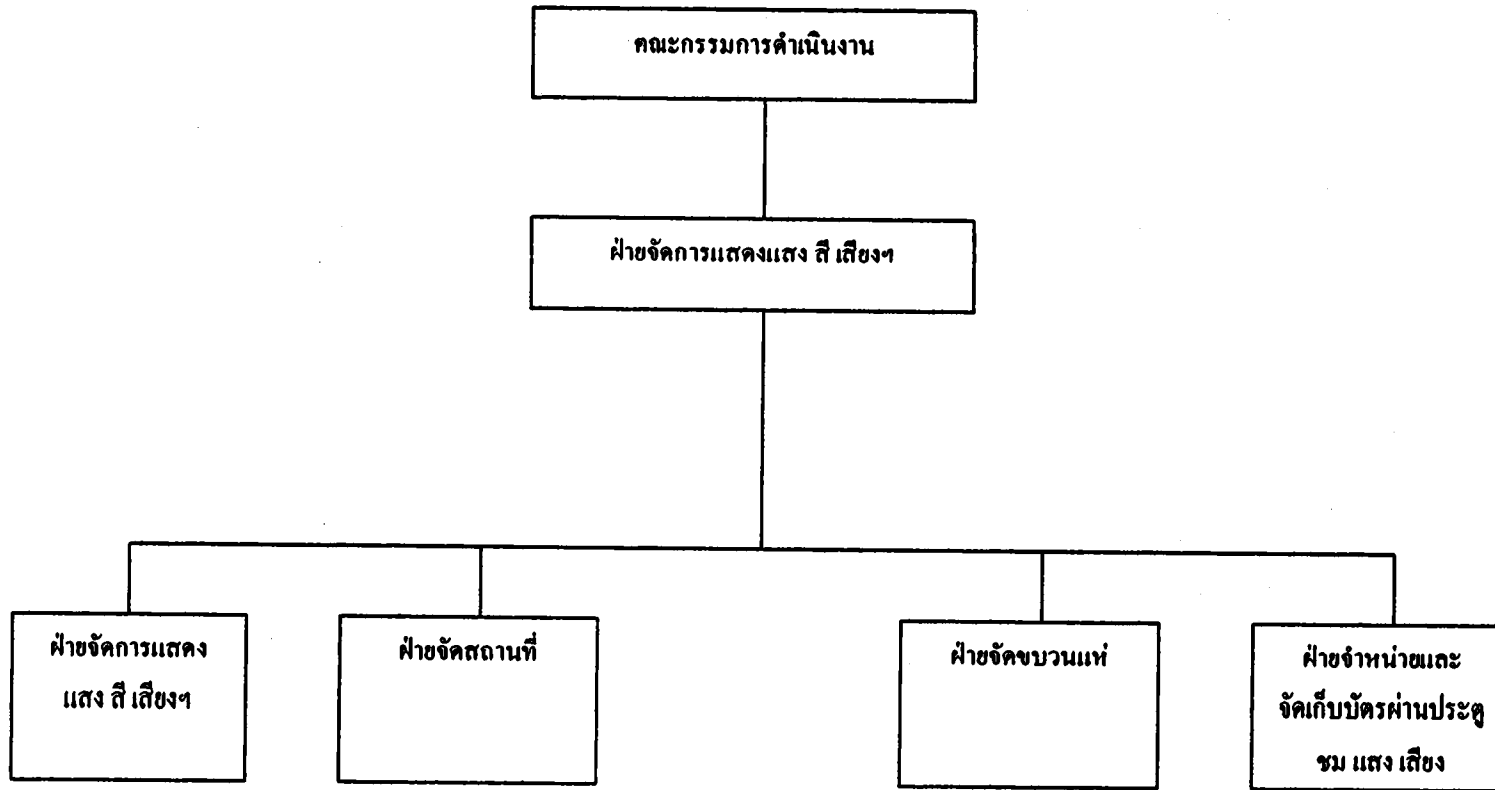 คณะกรรมการดำเนินงาน
ฝ่ายจัดการแสดงแสง สี เสียงฯ
ฝ่ายจัดการแสดง
แสง สี เสียงฯ
ฝ่ายจัดสถานที่
ฝ่ายจัดขบวนแห่
ฝ่ายจำหน่ายและ
จัดเก็บบัตรผ่านประตู
ชม แสง เสียง